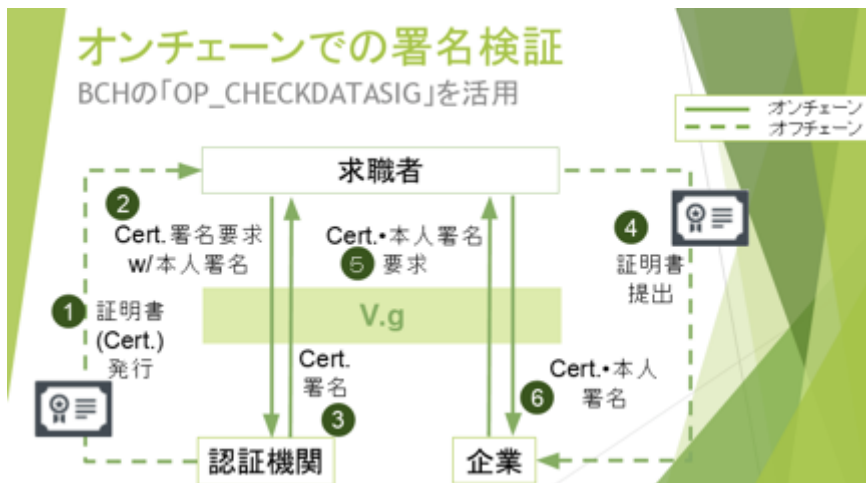 オンチェーンでの署名検証
BCHの「OP_CHECKDATASIG」を活用
オンチェーン
オフチェーン
求職者
2
Cert.署名要求
w/本人署名
Cert.・本人署名
5 要求
4
証明書
提出
1 証明書
(Cert.)
発行
V.g
Cert.
署名
3
Cert.・本人
署名
6
認証機関
企業